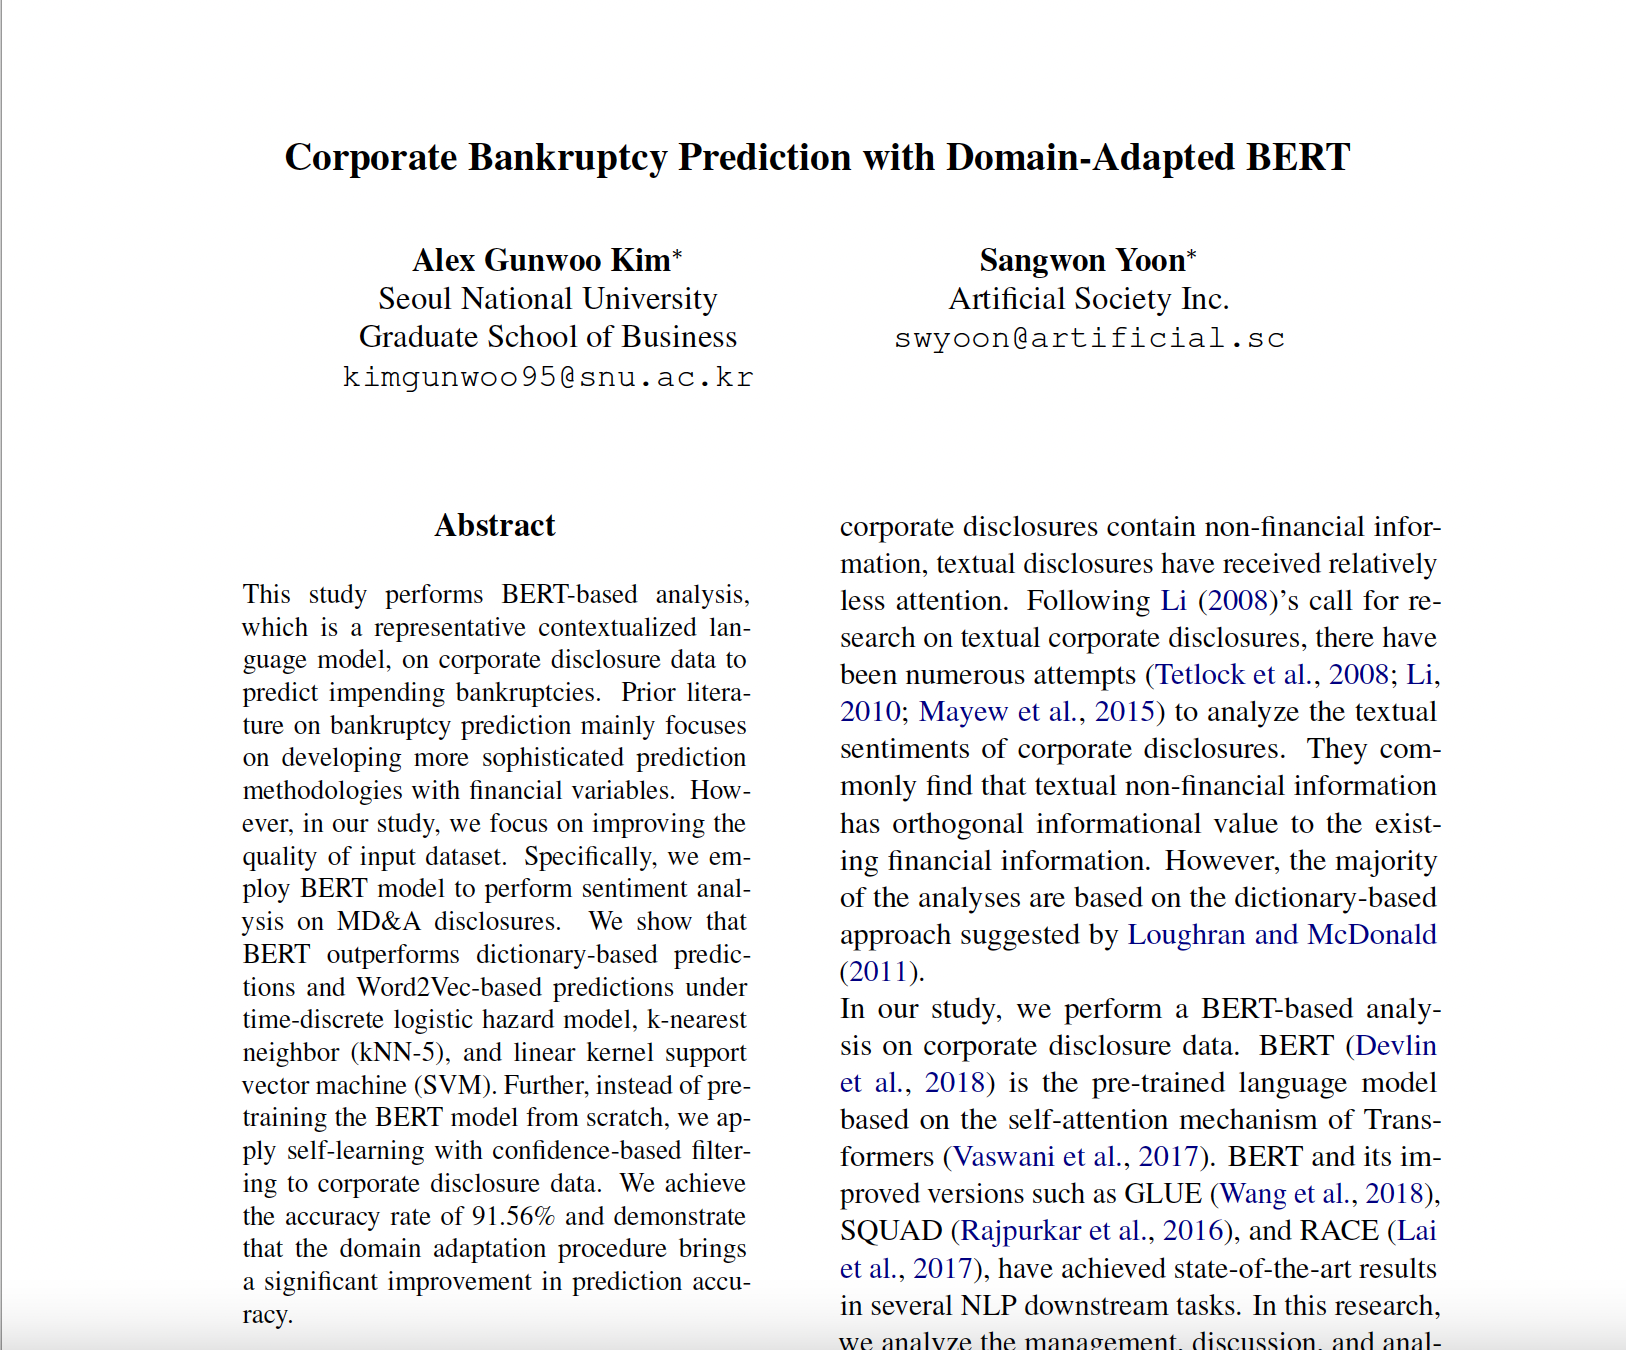 Corporate Bankruptcy Prediction with Domain-Adapted BERT
Alex Gunwoo Kim*
Seoul National University
Graduate School of Business
kimgunwoo95@snu.ac.kr
Sangwon Yoon*
Artificial Society Inc.
swyoon@artificial.sc
Abstract
This study performs BERT-based analysis,
which is a representative contextualized lan-
guage model, on corporate disclosure data to
predict impending bankruptcies. Prior litera-
ture on bankruptcy prediction mainly focuses
on developing more sophisticated prediction
methodologies with financial variables. How-
ever, in our study, we focus on improving the
quality of input dataset. Specifically, we em-
ploy BERT model to perform sentiment anal-
ysis on MD&A disclosures. We show that
BERT outperforms dictionary-based predic-
tions and Word2Vec-based predictions under
time-discrete logistic hazard model, k-nearest
neighbor (kNN-5), and linear kernel support
vector machine (SVM). Further, instead of pre-
training the BERT model from scratch, we ap-
ply self-learning with confidence-based filter-
ing to corporate disclosure data. We achieve
the accuracy rate of 91.56% and demonstrate
that the domain adaptation procedure brings
a significant improvement in prediction accu-
racy.
corporate disclosures contain non-financial infor-
mation, textual disclosures have received relatively
less attention. Following Li (2008)'s call for re-
search on textual corporate disclosures, there have
been numerous attempts (Tetlock et al., 2008; Li,
2010; Mayew et al., 2015) to analyze the textual
sentiments of corporate disclosures. They com-
monly find that textual non-financial information
has orthogonal informational value to the exist-
ing financial information. However, the majority
of the analyses are based on the dictionary-based
approach suggested by Loughran and McDonald
(2011).
In our study, we perform a BERT-based analy-
sis on corporate disclosure data. BERT (Devlin
et al., 2018) is the pre-trained language model
based on the self-attention mechanism of Trans-
formers (Vaswani et al., 2017). BERT and its im-
proved versions such as GLUE (Wang et al., 2018),
SQUAD (Rajpurkar et al., 2016), and RACE (Lai
et al., 2017), have achieved state-of-the-art results
in several NLP downstream tasks. In this research,
we analyze the management, discussion, and anal-